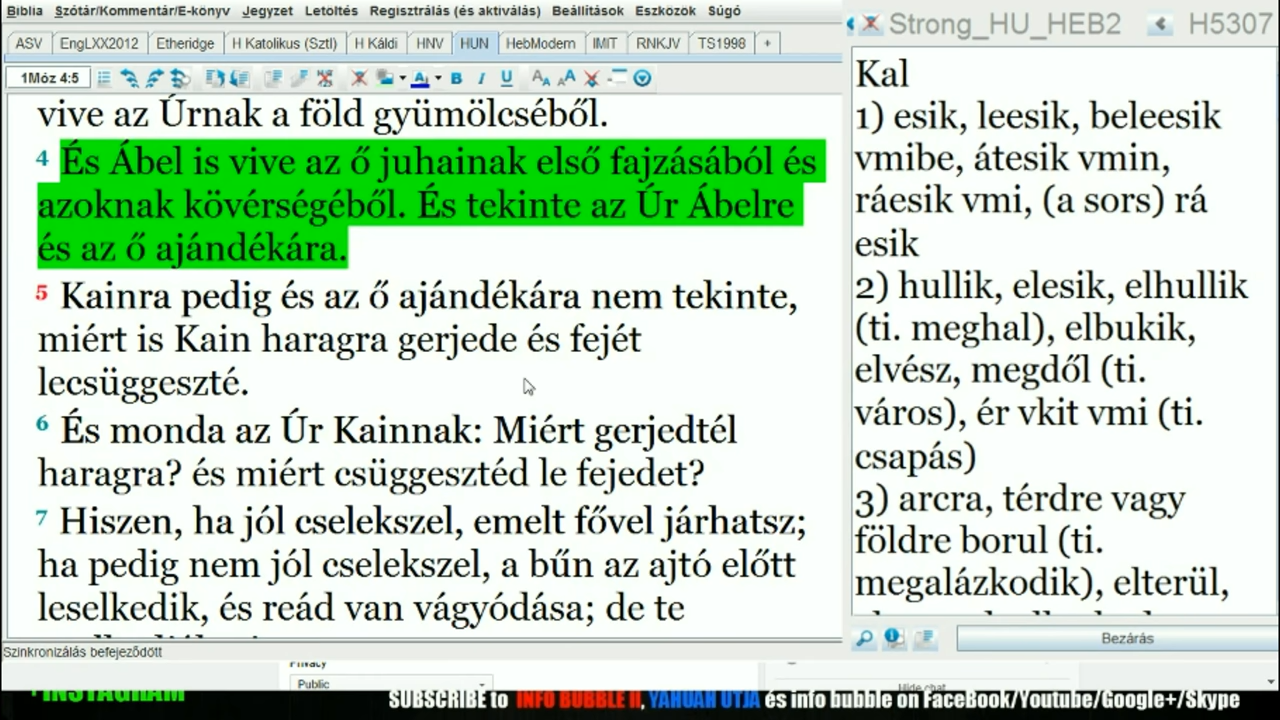 Biblia Szótár/Kommentár/E-könyv Jegyzet Letöltés Regisztrálás (és aktiválás) Beállítások Eszközök Súgó
ASV EngLXX2012 Etheridge H Katolikus (Sztl) H Káldi HNV HUN HebModern IMIT RNKJV TS1998 +
1Móz 4:5
vive az Úrnak a föld gyümölcséből.
4 És Ábel is vive az ő juhainak első fajzásából és
azoknak kövérségéből. És tekinte az Úr Ábelre
és az ő ajándékára.
5 Kainra pedig és az ő ajándékára nem tekinte,
miért is Kain haragra gerjede és fejét
lecsüggeszté.
6 És monda az Úr Kainnak: Miért gerjedtél
haragra? és miért csüggesztéd le fejedet?
7 Hiszen, ha jól cselekszel, emelt fővel járhatsz;
ha pedig nem jól cselekszel, a bűn az ajtó előtt
leselkedik, és reád van vágyódása; de te
Szinkronizálás befejeződött
Strong_HU_HEB2 H5307
Kal
1) esik, leesik, beleesik
vmibe, átesik vmin,
ráesik vmi, (a sors) rá
esik
2) hullik, elesik, elhullik
(ti. meghal), elbukik,
elvész, megdől (ti.
város), ér vkit vmi (ti.
csapás)
3) arcra, térdre vagy
földre borul (ti.
megalázkodik), elterül,
Bezárás
Privacy
Public
Hide chat
INSTAGRAM
SUBSCRIBE to INFO BUBBLE II, YAHUAH UTJA és info bubble on FaceBook/Youtube/Google+/Skype